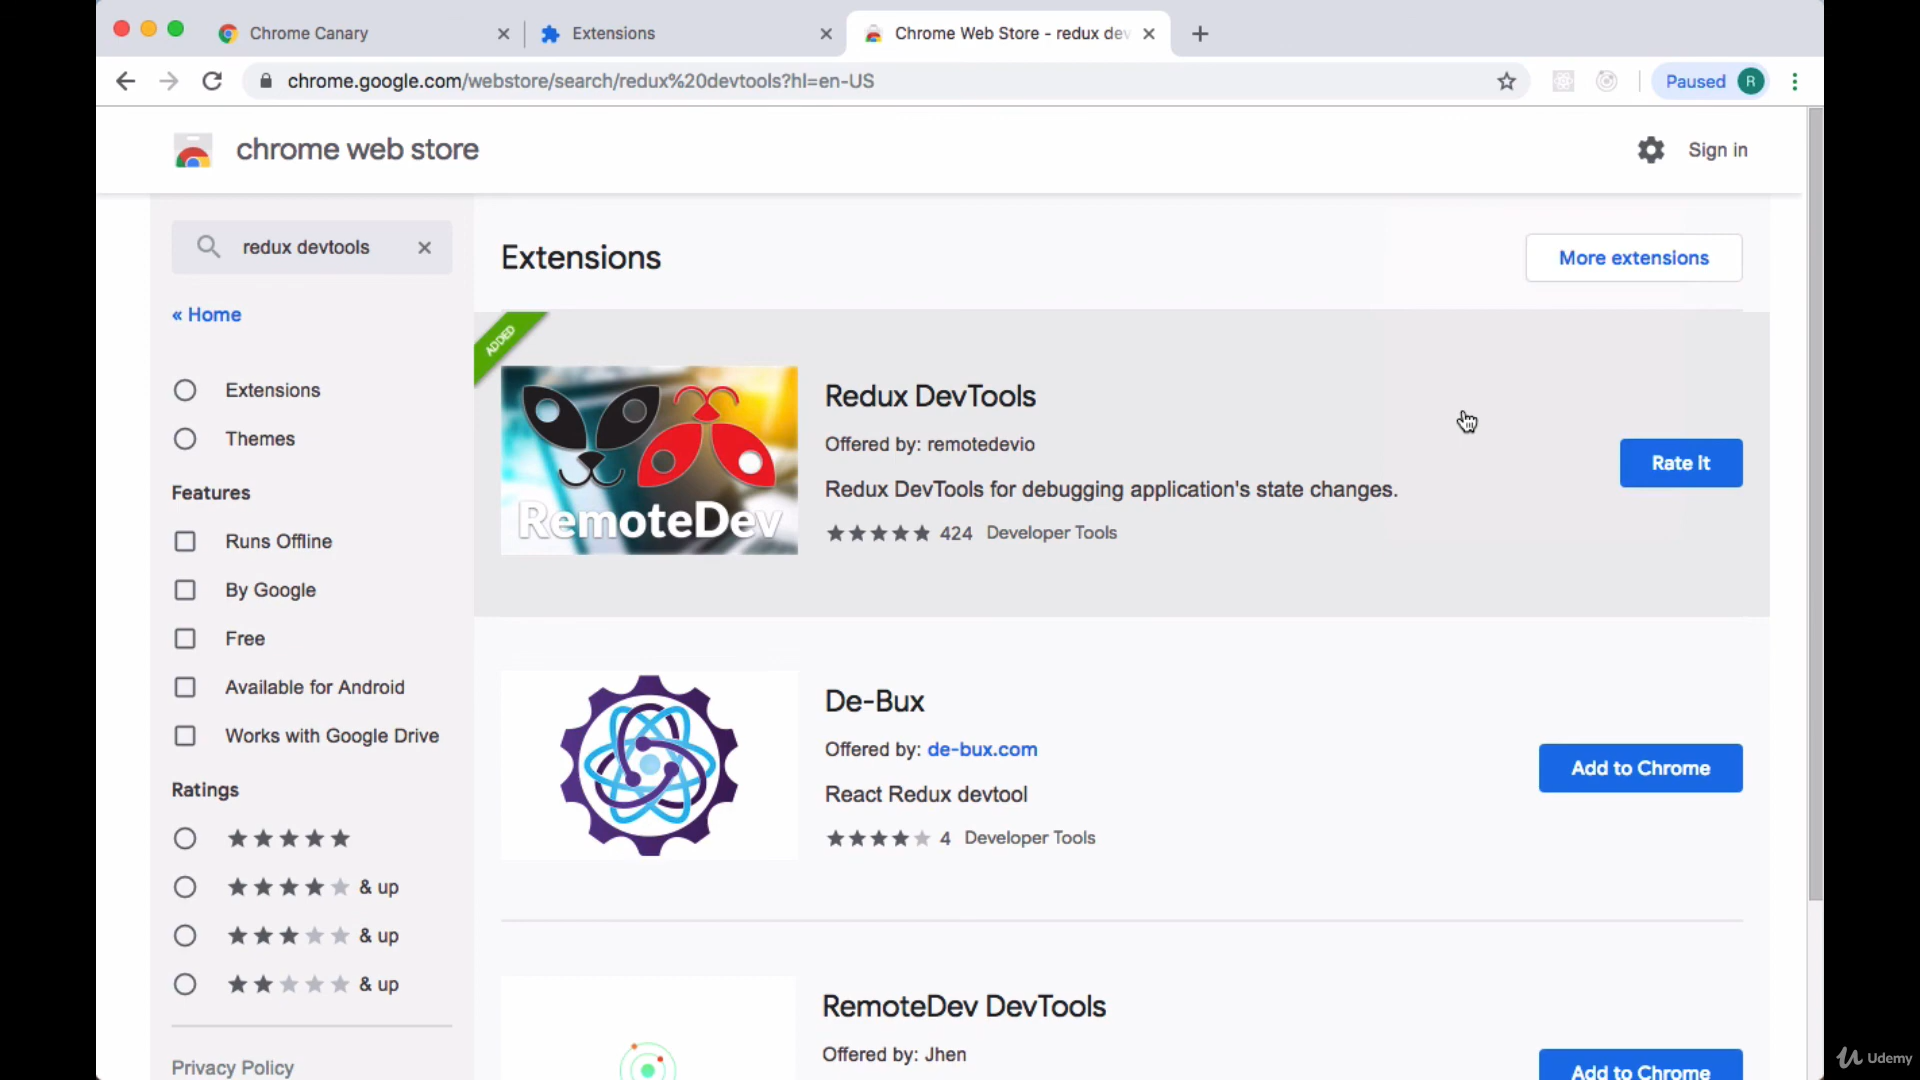 Chrome Canary
Extensions
Chrome Web Store - redux dev
chrome.google.com/webstore/search/redux%20devtools?hl=en-US
Paused
R
chrome web store
Sign in
redux devtools
« Home
Extensions
Themes
Features
Runs Offline
By Google
Free
Available for Android
Works with Google Drive
Ratings
& up
& up
& up
Privacy Policy
Extensions
More extensions
ADDED
RemoteDev
Redux DevTools
Offered by: remotedevio
Redux DevTools for debugging application's state changes.
424 Developer Tools
Rate It
De-Bux
Offered by: de-bux.com
React Redux devtool
4 Developer Tools
Add to Chrome
RemoteDev DevTools
Offered by: Jhen
Add to Chrome
Udemy